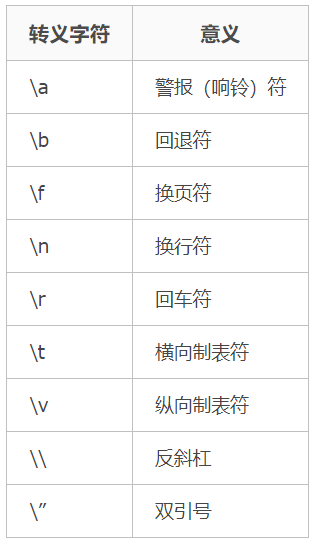 转义字符 意义
\a 警报（响铃）符
\b 回退符
\f 换页符
\n 换行符
\r 回车符
\t 横向制表符
\v 纵向制表符
\\ 反斜杠
\” 双引号